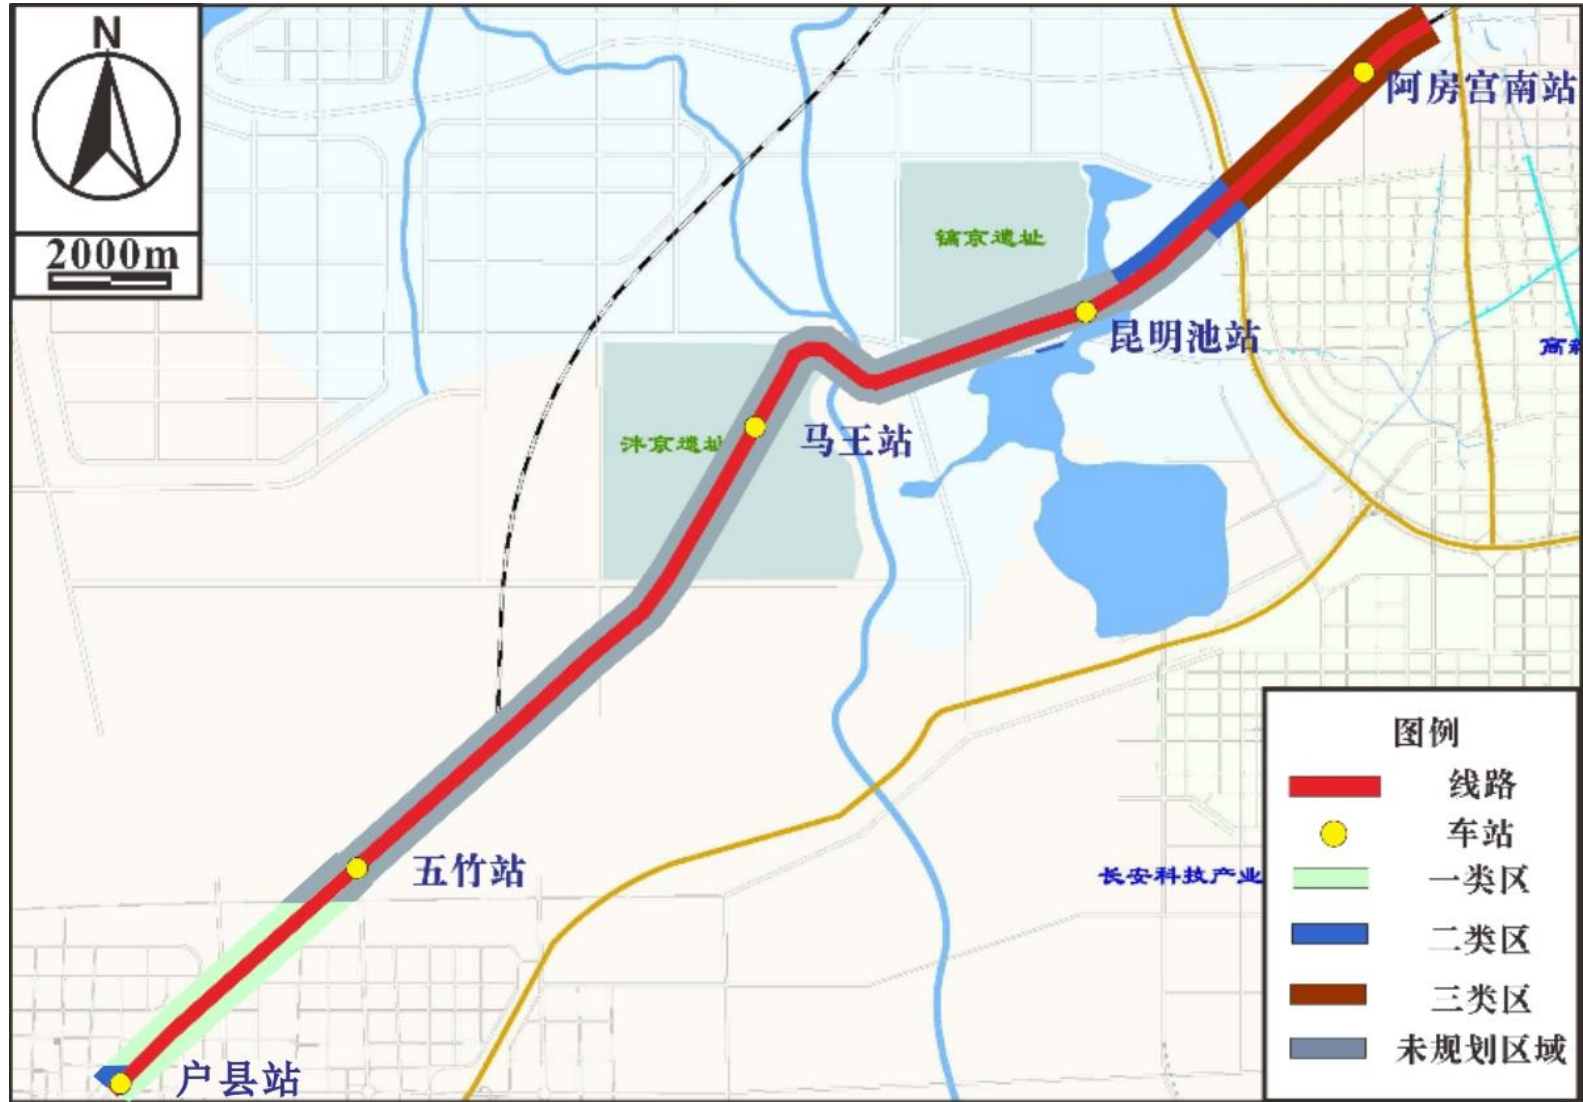 N
2000m
阿房宫南站
镐京遗址
昆明池站
高新
沣京遗址
马王站
五竹站
长安科技产业
户县站
图例
线路
车站
一类区
二类区
三类区
未规划区域